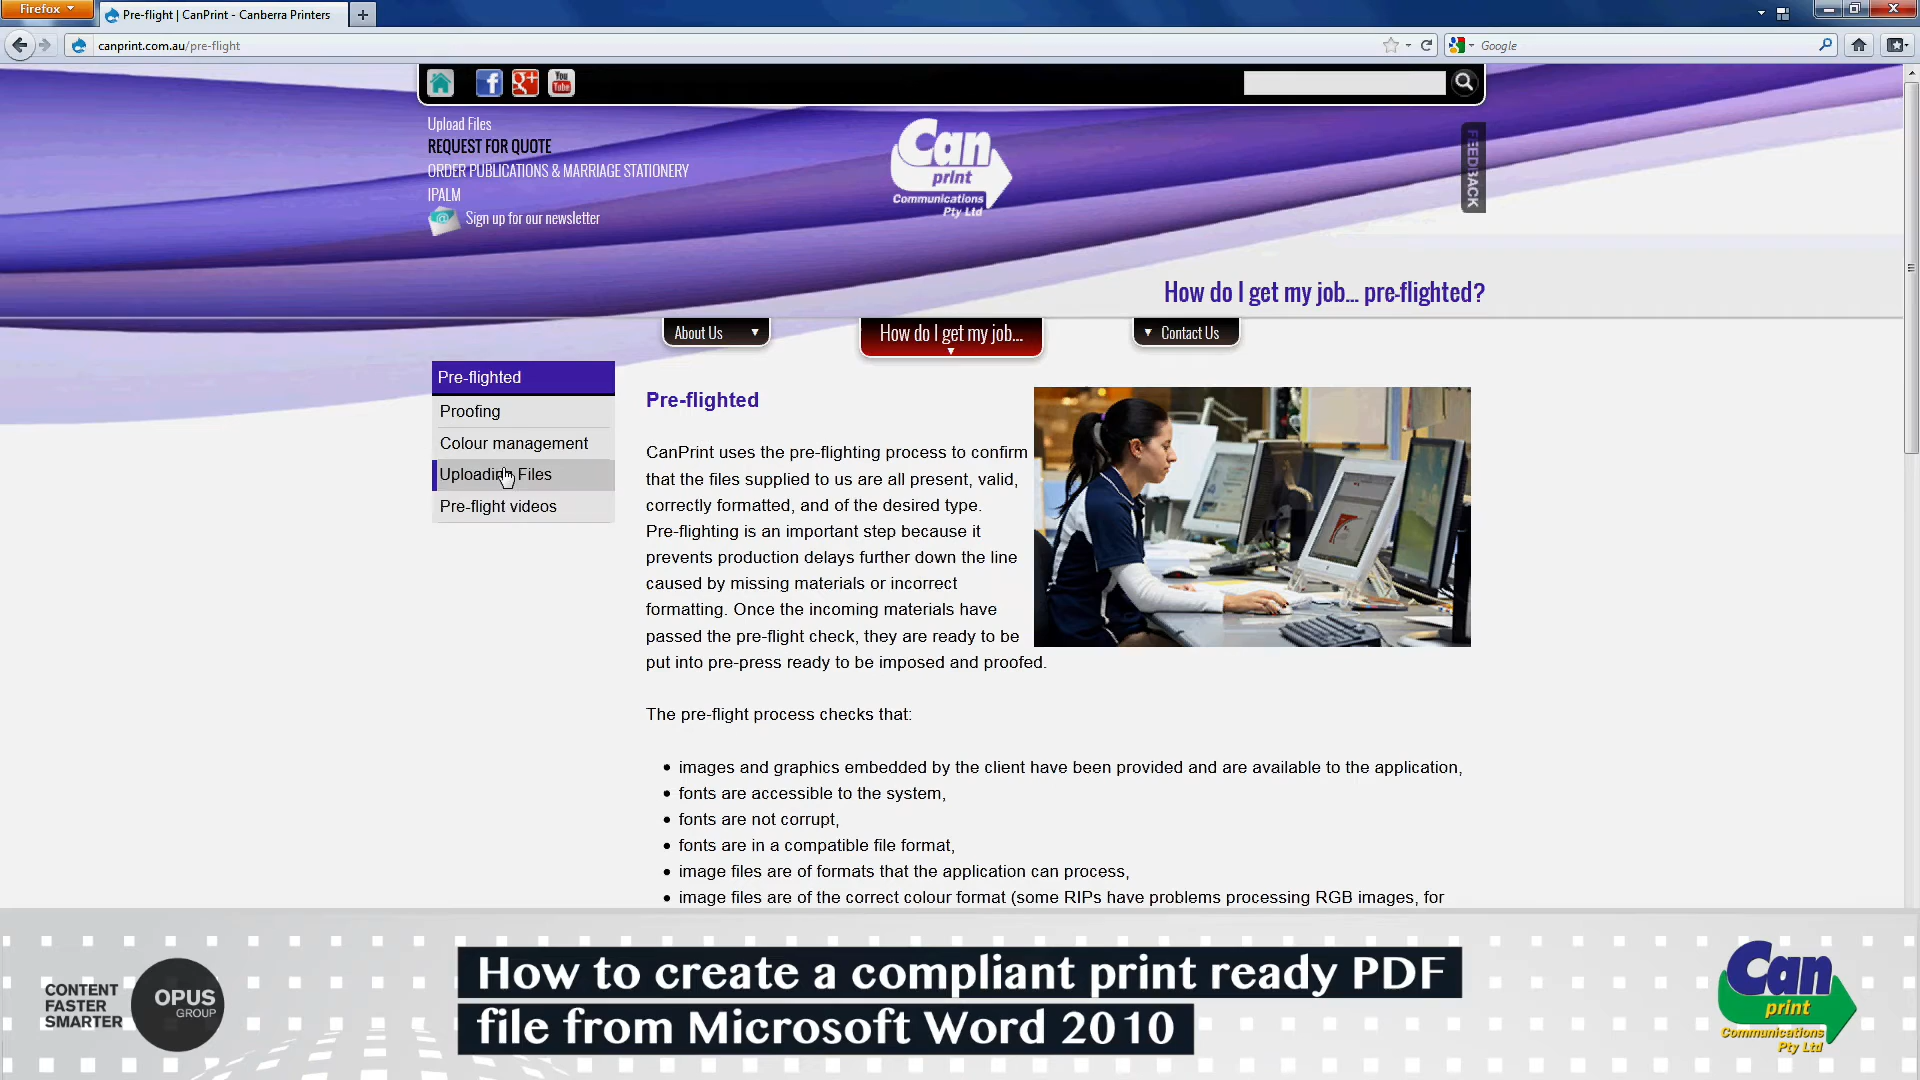 Firefox
Pre-flight | CanPrint - Canberra Printers
canprint.com.au/pre-flight
Google
You Tube
Upload Files
REQUEST FOR QUOTE
ORDER PUBLICATIONS & MARRIAGE STATIONERY
IPALM
Sign up for our newsletter
Can
print
Communications
Pty Ltd
FEEDBACK
How do I get my job... pre-flighted?
About Us
How do I get my job...
Contact Us
Pre-flighted
Proofing
Colour management
Uploading Files
Pre-flight videos
Pre-flighted
CanPrint uses the pre-flighting process to confirm
that the files supplied to us are all present, valid,
correctly formatted, and of the desired type.
Pre-flighting is an important step because it
prevents production delays further down the line
caused by missing materials or incorrect
formatting. Once the incoming materials have
passed the pre-flight check, they are ready to be
put into pre-press ready to be imposed and proofed.
The pre-flight process checks that:
• images and graphics embedded by the client have been provided and are available to the application,
• fonts are accessible to the system,
• fonts are not corrupt,
• fonts are in a compatible file format,
• image files are of formats that the application can process,
• image files are of the correct colour format (some RIPs have problems processing RGB images, for
CONTENT
FASTER
SMARTER
OPUS
GROUP
How to create a compliant print ready PDF
file from Microsoft Word 2010
Can
print
Communications
Pty Ltd